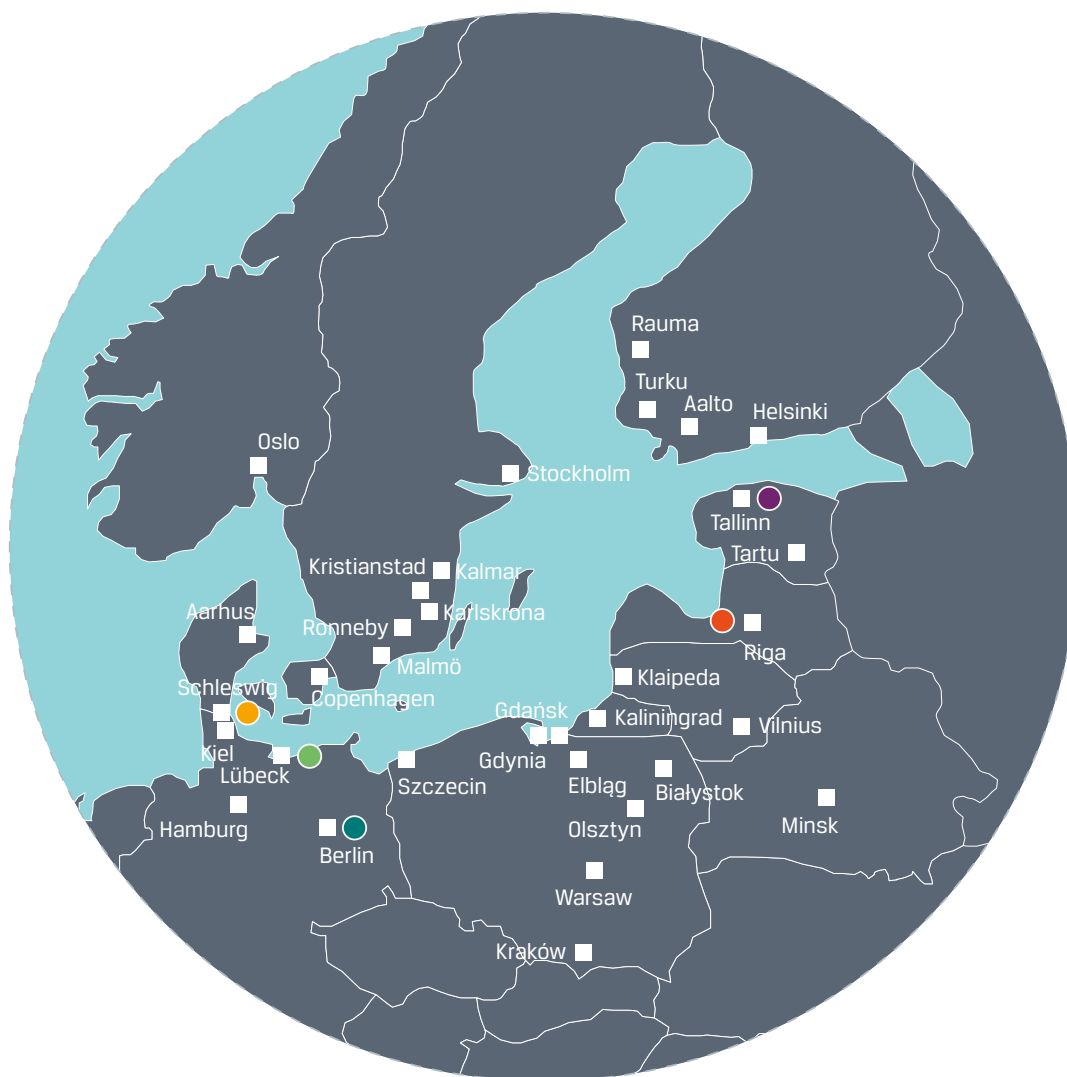 Rauma
Turku
Aalto
Helsinki
Oslo
Stockholm
Tallinn
Tartu
Kristianstad
Kalmar
Aarhus
Karlskrona
Ronneby
Riga
Malmö
Klaipeda
Schleswig
Copenhagen
Gdańsk
Kaliningrad
Vilnius
Kiel
Gdynia
Lübeck
Szczecin
Elbląg
Białystok
Minsk
Hamburg
Olsztyn
Berlin
Warsaw
Kraków